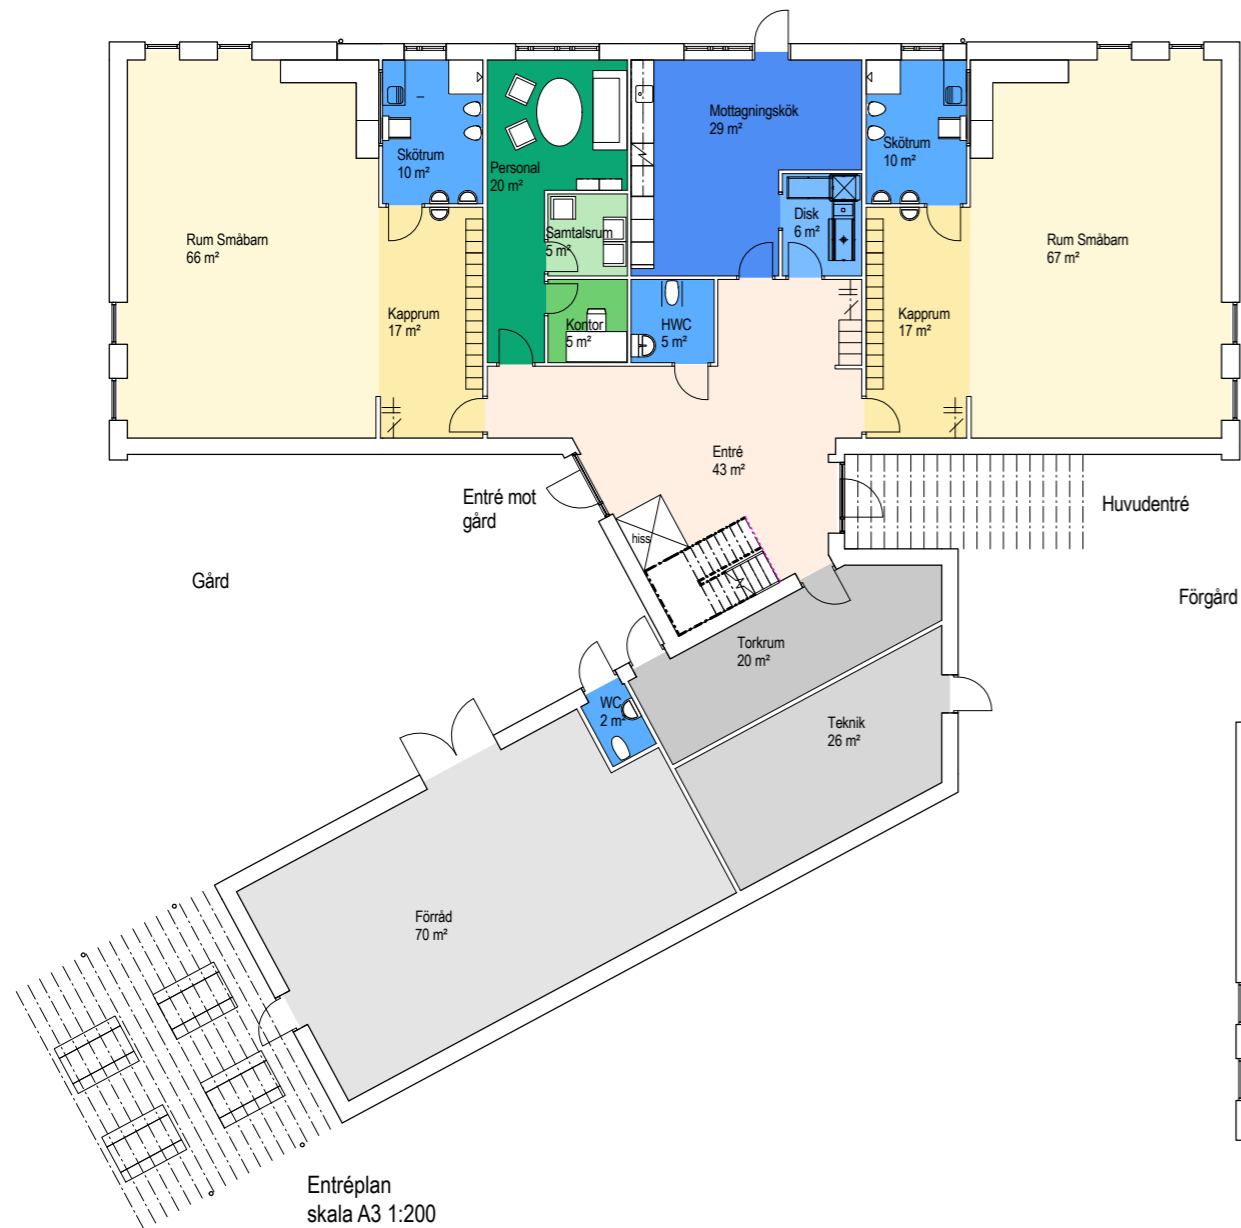 Mottagningskök
29 m²
Skötrum
10 m²
Personal
20 m²
Skötrum
10 m²
Disk
6 m²
Samtalsrum
5 m²
Rum Småbarn
66 m²
Rum Småbarn
67 m²
Kapprum
17 m²
Kontor
5 m²
HWC
5 m²
Kapprum
17 m²
Entré
43 m²
Entré mot
gård
Huvudentré
hiss
Gård
Förgård
Torkrum
20 m²
WC
2 m²
Teknik
26 m²
Förråd
70 m²
Entréplan
skala A3 1:200